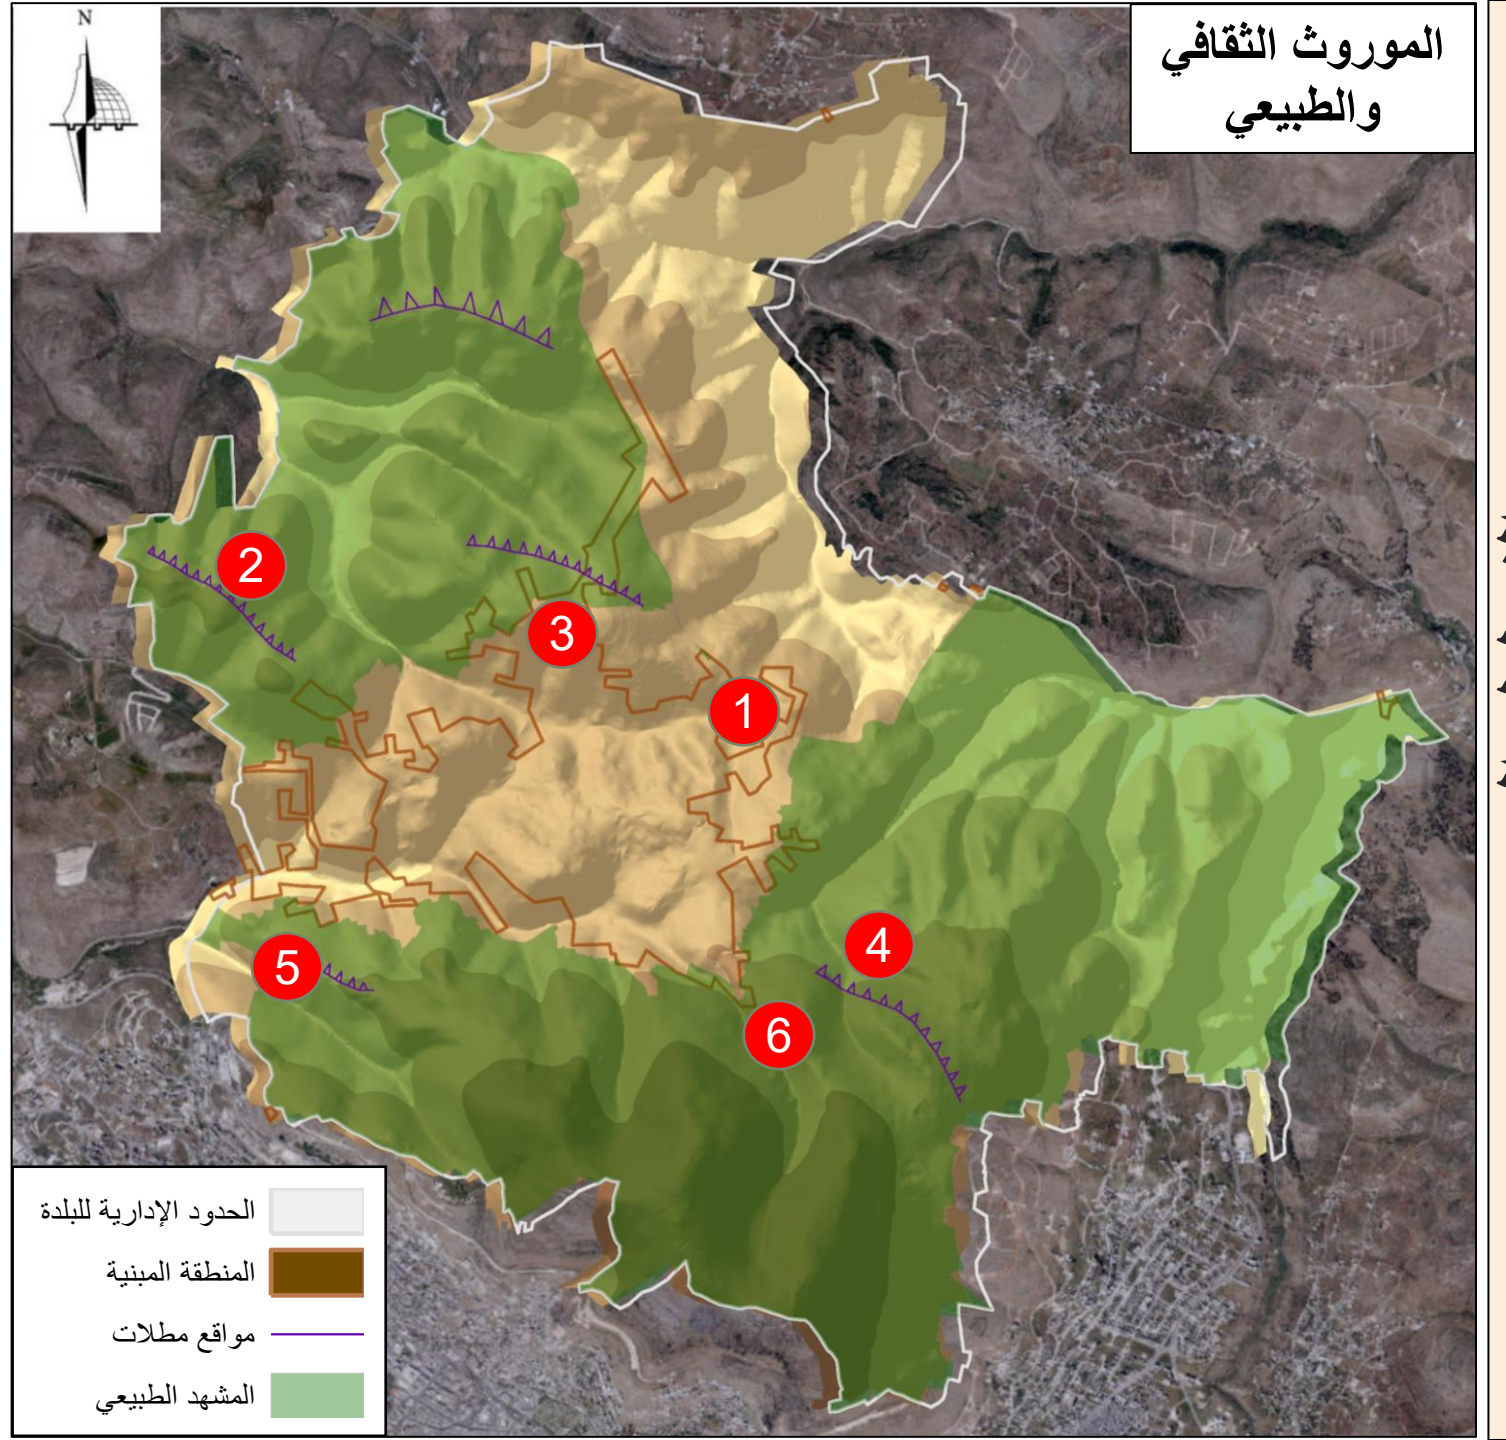 N
الموروث الثقافي
والطبيعي
2
3
1
4
5
6
الحدود الإدارية للبلدة
المنطقة المبنية
مواقع مطلات
المشهد الطبيعي